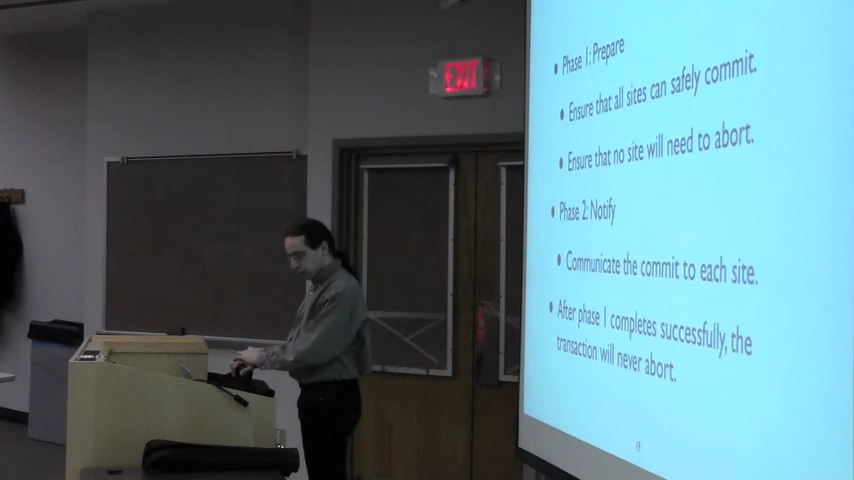 EXIT
Phase 1: Prepare
Ensure that all sites can safely commit.
Ensure that no site will need to abort.
Phase 2: Notify
Communicate the commit to each site.
After phase 1 completes successfully, the
transaction will never abort.
19